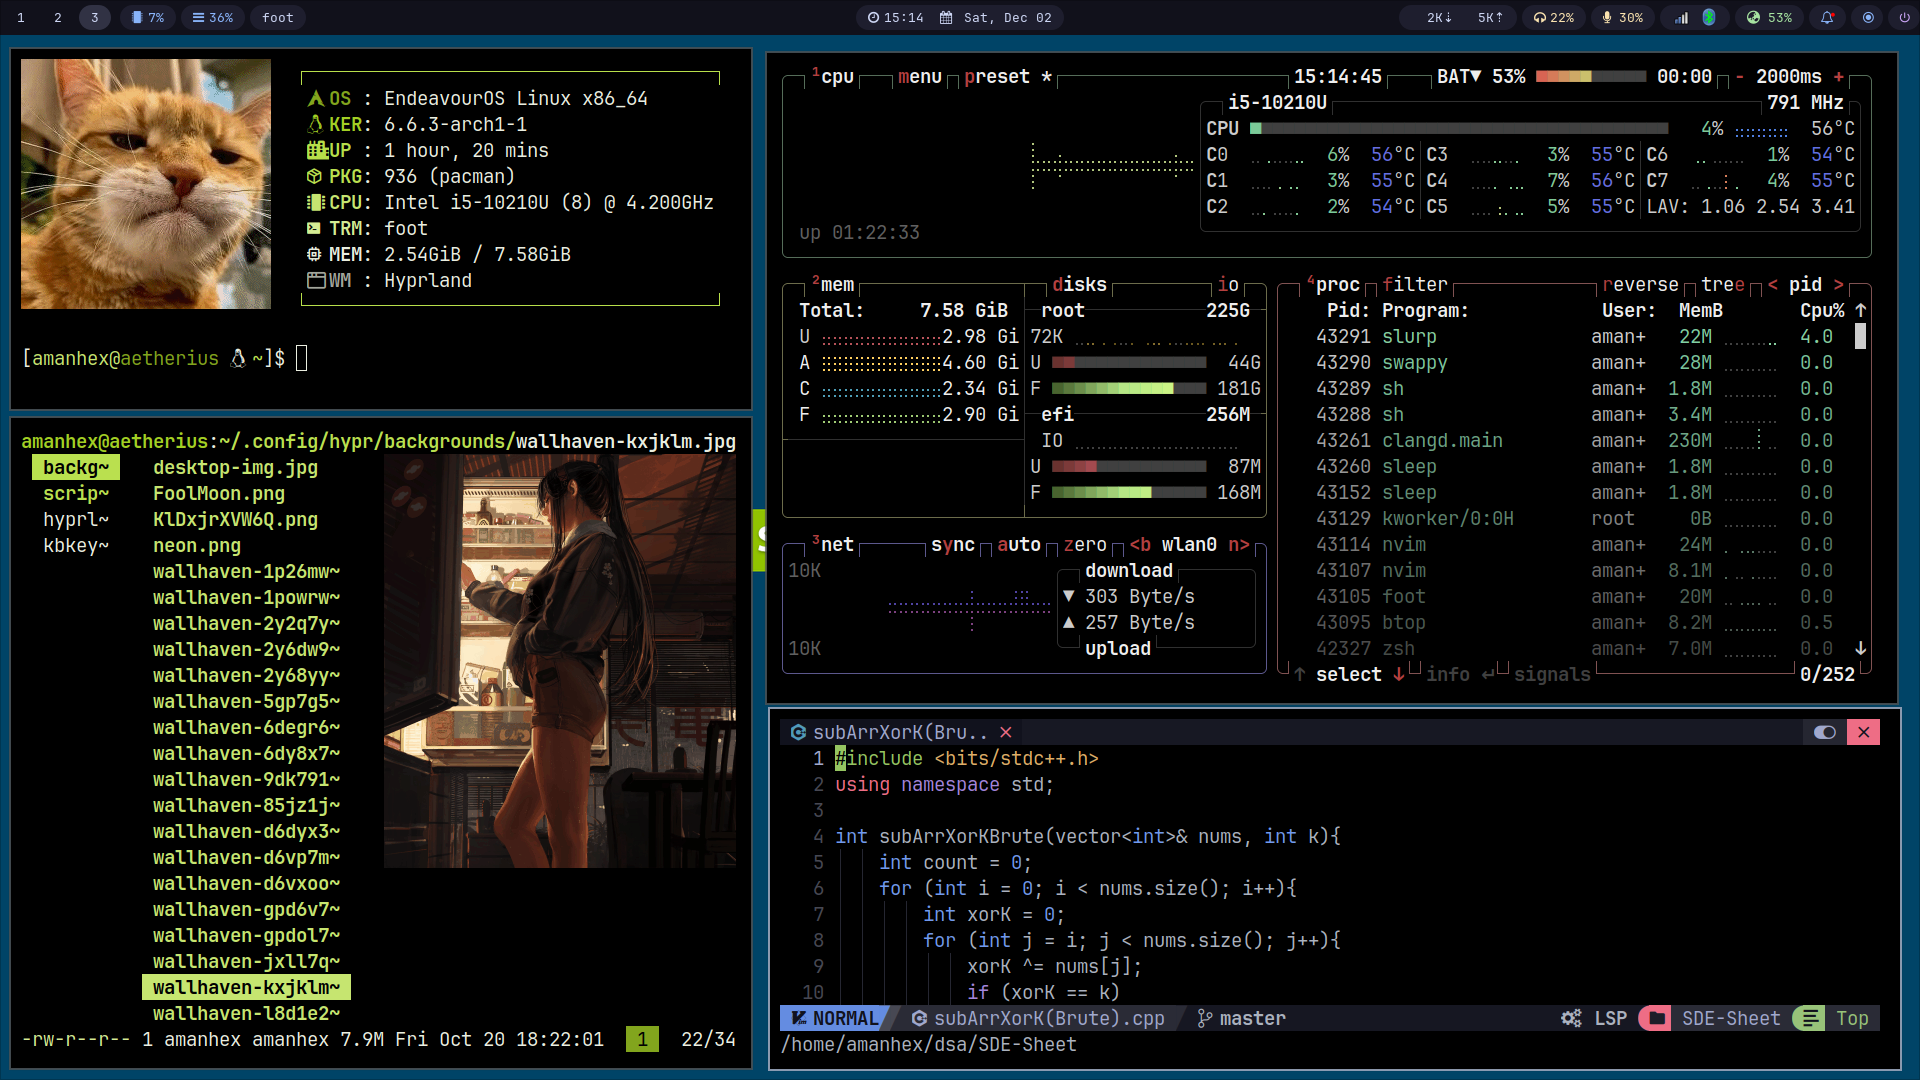 1 2 3 7% 36% foot 15:14 Sat, Dec 02 2K↓ 5K↑ 22% 30% 53%
OS : EndeavourOS Linux x86_64
KER: 6.6.3-arch1-1
UP : 1 hour, 20 mins
PKG: 936 (pacman)
CPU: Intel i5-10210U (8) @ 4.200GHz
TRM: foot
MEM: 2.54GiB / 7.58GiB
WM : Hyprland
[amanhex@aetherius ~]$
amanhex@aetherius:~/.config/hypr/backgrounds/wallhaven-kxjklm.jpg
backg~ desktop-img.jpg
scrip~ FoolMoon.png
hyprl~ KlDxjrXVW6Q.png
kbkey~ neon.png
wallhaven-1p26mw~
wallhaven-1powrw~
wallhaven-2y2q7y~
wallhaven-2y6dw9~
wallhaven-2y68yy~
wallhaven-5gp7g5~
wallhaven-6degr6~
wallhaven-6dy8x7~
wallhaven-9dk791~
wallhaven-85jz1j~
wallhaven-d6dyx3~
wallhaven-d6vp7m~
wallhaven-d6vxoo~
wallhaven-gpd6v7~
wallhaven-gpdol7~
wallhaven-jxll7q~
wallhaven-kxjklm~
wallhaven-l8d1e2~
-rw-r--r-- 1 amanhex amanhex 7.9M Fri Oct 20 18:22:01 1 22/34
1cpu menu preset * 15:14:45 BAT▼ 53% 00:00 - 2000ms +
i5-10210U 791 MHz
CPU 4% 56°C
C0 6% 56°C C3 3% 55°C C6 1% 54°C
C1 3% 55°C C4 7% 56°C C7 4% 55°C
C2 2% 54°C C5 5% 55°C LAV: 1.06 2.54 3.41
up 01:22:33
2mem disks io
Total: 7.58 GiB root 225G
U 2.98 Gi 72K
A 4.60 Gi U 44G
C 2.34 Gi F 181G
F 2.90 Gi efi 256M
IO
U 87M
F 168M
3net sync auto zero <b wlan0 n>
10K download
▼ 303 Byte/s
▲ 257 Byte/s
10K upload
4proc filter reverse tree < pid >
Pid: Program: User: MemB Cpu% ↑
43291 slurp aman+ 22M 4.0
43290 swappy aman+ 28M 0.0
43289 sh aman+ 1.8M 0.0
43288 sh aman+ 3.4M 0.0
43261 clangd.main aman+ 230M 0.0
43260 sleep aman+ 1.8M 0.0
43152 sleep aman+ 1.8M 0.0
43129 kworker/0:0H root 0B 0.0
43114 nvim aman+ 24M 0.0
43107 nvim aman+ 8.1M 0.0
43105 foot aman+ 20M 0.0
43095 btop aman+ 8.2M 0.5
42327 zsh aman+ 7.0M 0.0 ↓
↑ select ↓ info ↵ signals 0/252
subArrXorK(Bru.. ×
1 #include <bits/stdc++.h>
2 using namespace std;
3
4 int subArrXorKBrute(vector<int>& nums, int k){
5 int count = 0;
6 for (int i = 0; i < nums.size(); i++){
7 int xorK = 0;
8 for (int j = i; j < nums.size(); j++){
9 xorK ^= nums[j];
10 if (xorK == k)
NORMAL subArrXorK(Brute).cpp master LSP SDE-Sheet Top
/home/amanhex/dsa/SDE-Sheet